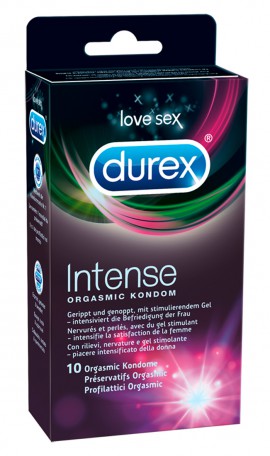 love sex
durex®
Intense
ORGASMIC KONDOM
Gerippt und genoppt, mit stimulierendem Gel
– intensiviert die Befriedigung der Frau
Nervurés et perlés, avec du gel stimulant
– intensifie la satisfaction de la femme
Con rilievi, nervature e gel stimolante
– piacere intensificato della donna
10 Orgasmic Kondome
Préservatifs Orgasmic
Profilattici Orgasmic